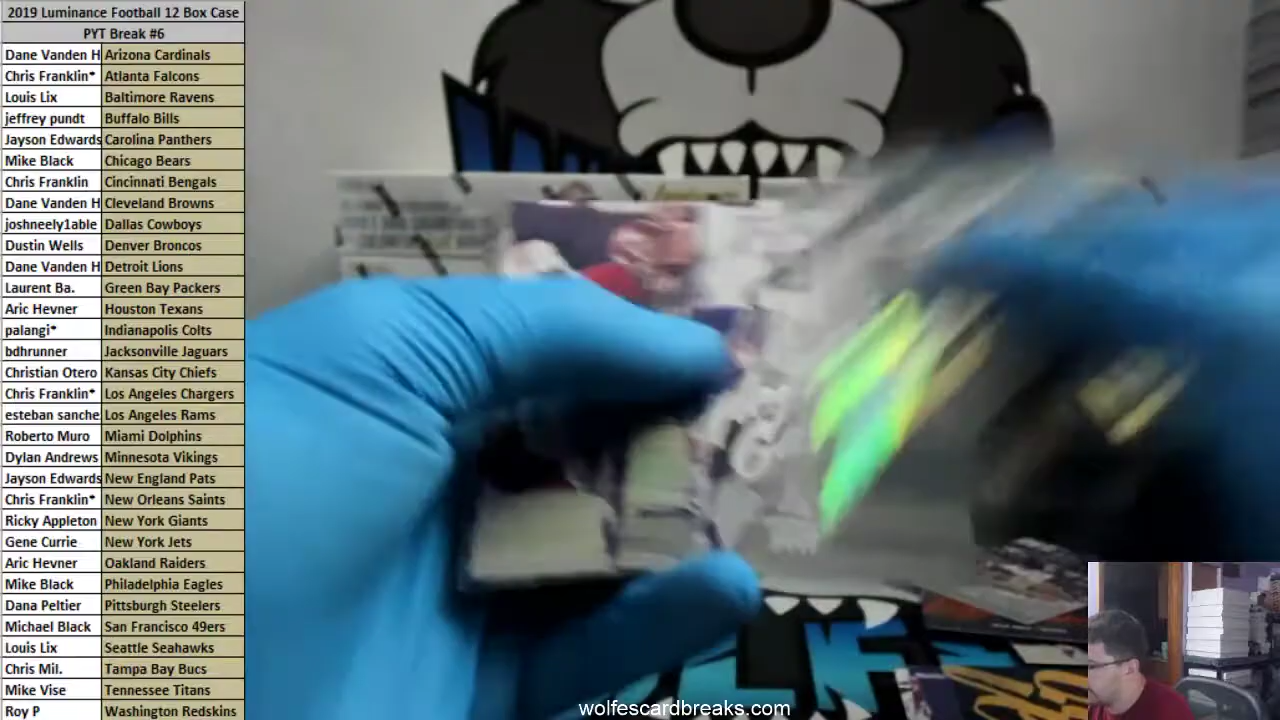 2019 Luminance Football 12 Box Case
PYT Break #6
Dane Vanden H Arizona Cardinals
Chris Franklin* Atlanta Falcons
Louis Lix Baltimore Ravens
jeffrey pundt Buffalo Bills
Jayson Edwards Carolina Panthers
Mike Black Chicago Bears
Chris Franklin Cincinnati Bengals
Dane Vanden H Cleveland Browns
joshneely1able Dallas Cowboys
Dustin Wells Denver Broncos
Dane Vanden H Detroit Lions
Laurent Ba. Green Bay Packers
Aric Hevner Houston Texans
palangi* Indianapolis Colts
bdhrunner Jacksonville Jaguars
Christian Otero Kansas City Chiefs
Chris Franklin* Los Angeles Chargers
esteban sanche Los Angeles Rams
Roberto Muro Miami Dolphins
Dylan Andrews Minnesota Vikings
Jayson Edwards New England Pats
Chris Franklin* New Orleans Saints
Ricky Appleton New York Giants
Gene Currie New York Jets
Aric Hevner Oakland Raiders
Mike Black Philadelphia Eagles
Dana Peltier Pittsburgh Steelers
Michael Black San Francisco 49ers
Louis Lix Seattle Seahawks
Chris Mil. Tampa Bay Bucs
Mike Vise Tennessee Titans
Roy P Washington Redskins
wolfescardbreaks.com